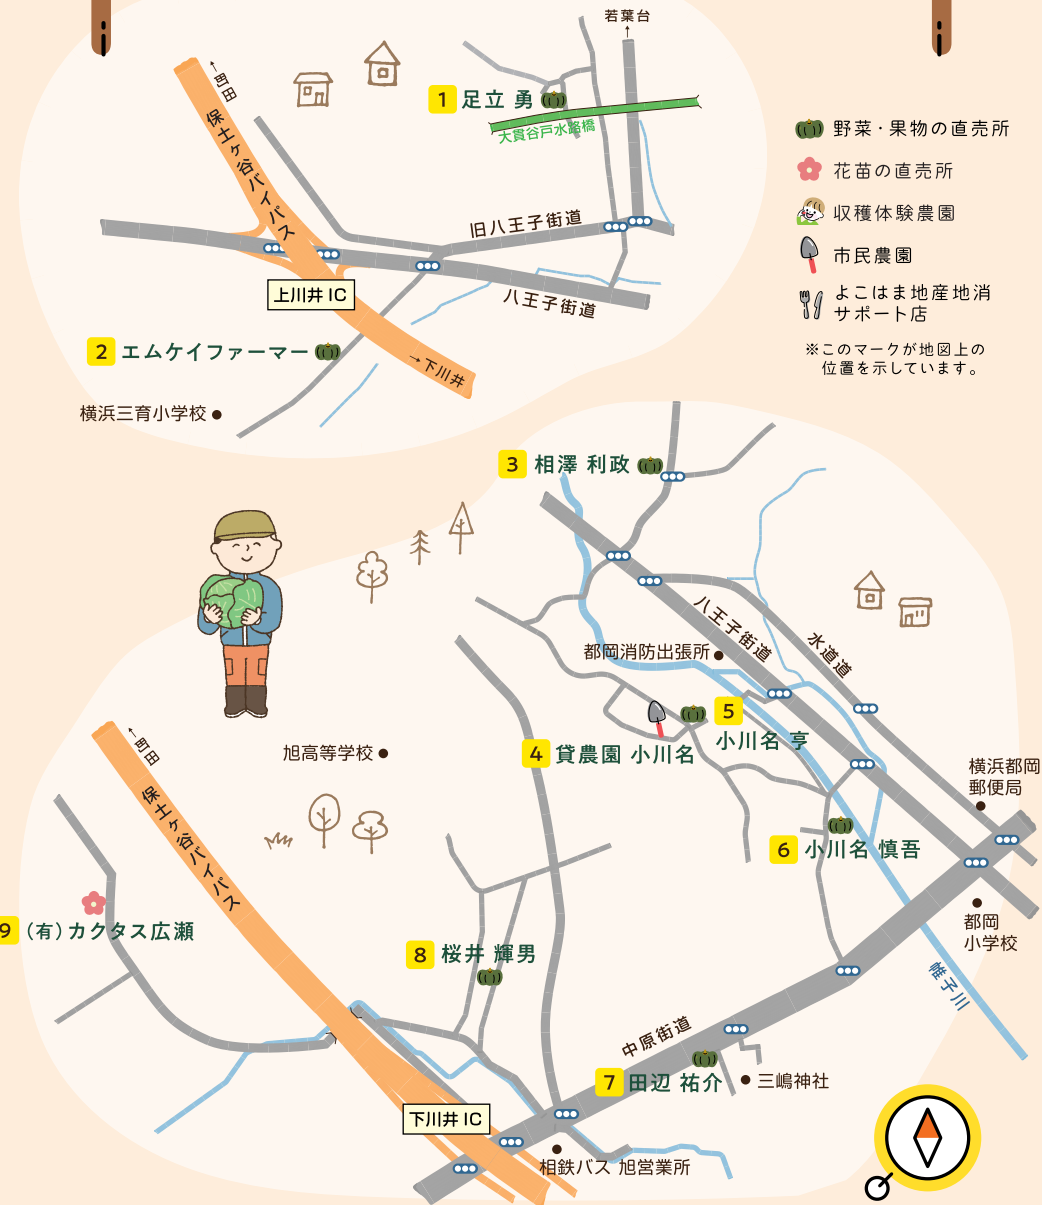 若葉台
↑
←町田
保土ヶ谷バイパス
1 足立 勇
大貫谷戸水路橋
旧八王子街道
八王子街道
上川井IC
2 エムケイファーマー
→下川井
横浜三育小学校
野菜・果物の直売所
花苗の直売所
収穫体験農園
市民農園
よこはま地産地消
サポート店
※このマークが地図上の
位置を示しています。
3 相澤 利政
八王子街道
水道道
都岡消防出張所
5
小川名 亨
4 貸農園 小川名
旭高等学校
←町田
保土ヶ谷バイパス
横浜都岡
郵便局
6 小川名 慎吾
都岡
小学校
帷子川
9 (有)カクタス広瀬
8 桜井 輝男
中原街道
7 田辺 祐介
三嶋神社
下川井IC
相鉄バス 旭営業所